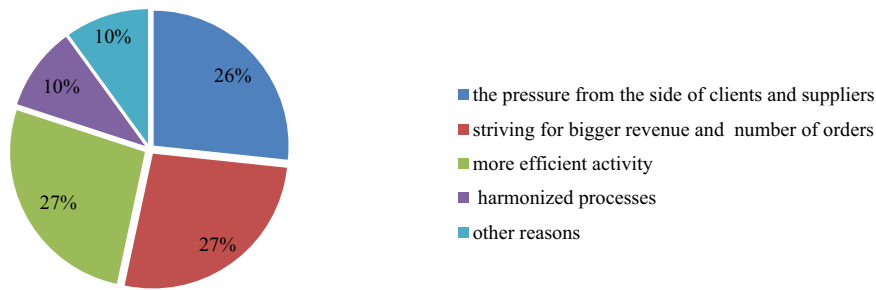 10%
26%
10%
27%
27%
the pressure from the side of clients and suppliers
striving for bigger revenue and  number of orders
more efficient activity
harmonized processes
other reasons